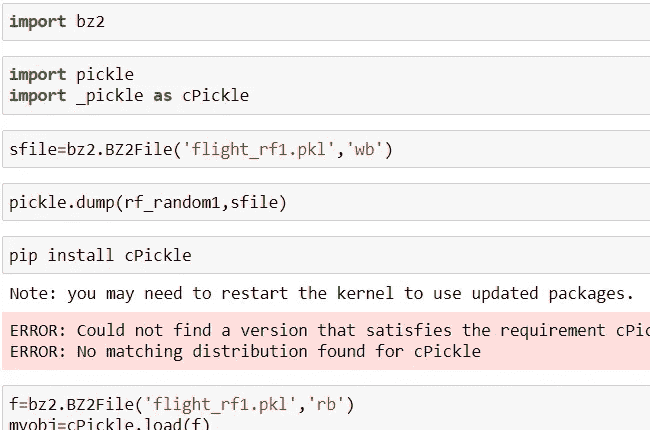 import bz2
import pickle
import _pickle as cPickle
sfile=bz2.BZ2File('flight_rf1.pkl','wb')
pickle.dump(rf_random1,sfile)
pip install cPickle
Note: you may need to restart the kernel to use updated packages.
ERROR: Could not find a version that satisfies the requirement cPic
ERROR: No matching distribution found for cPickle
f=bz2.BZ2File('flight_rf1.pkl','rb')
myobj=cPickle.load(f)